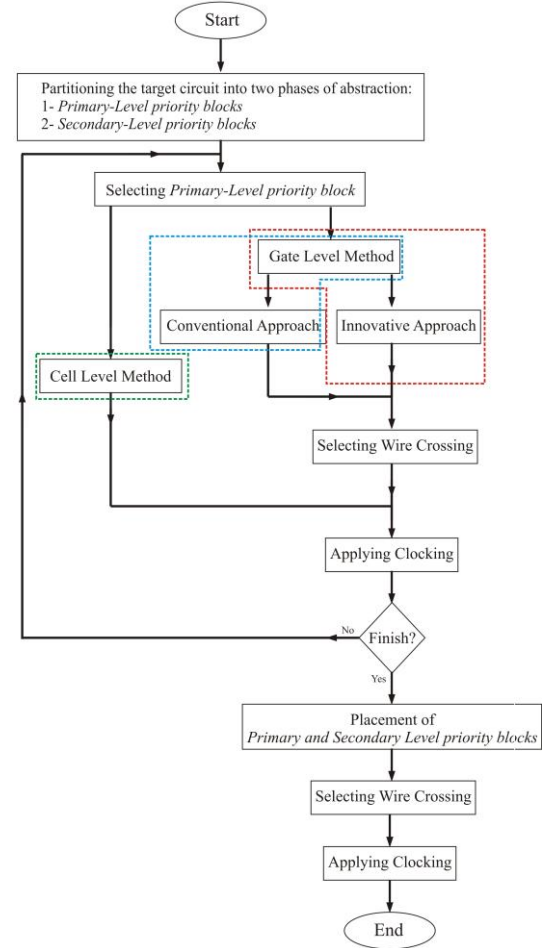 Start
Partitioning the target circuit into two phases of abstraction:
1- Primary-Level priority blocks
2- Secondary-Level priority blocks
Selecting Primary-Level priority block
Gate Level Method
Conventional Approach
Innovative Approach
Cell Level Method
Selecting Wire Crossing
Applying Clocking
Finish?
No
Yes
Placement of
Primary and Secondary Level priority blocks
Selecting Wire Crossing
Applying Clocking
End